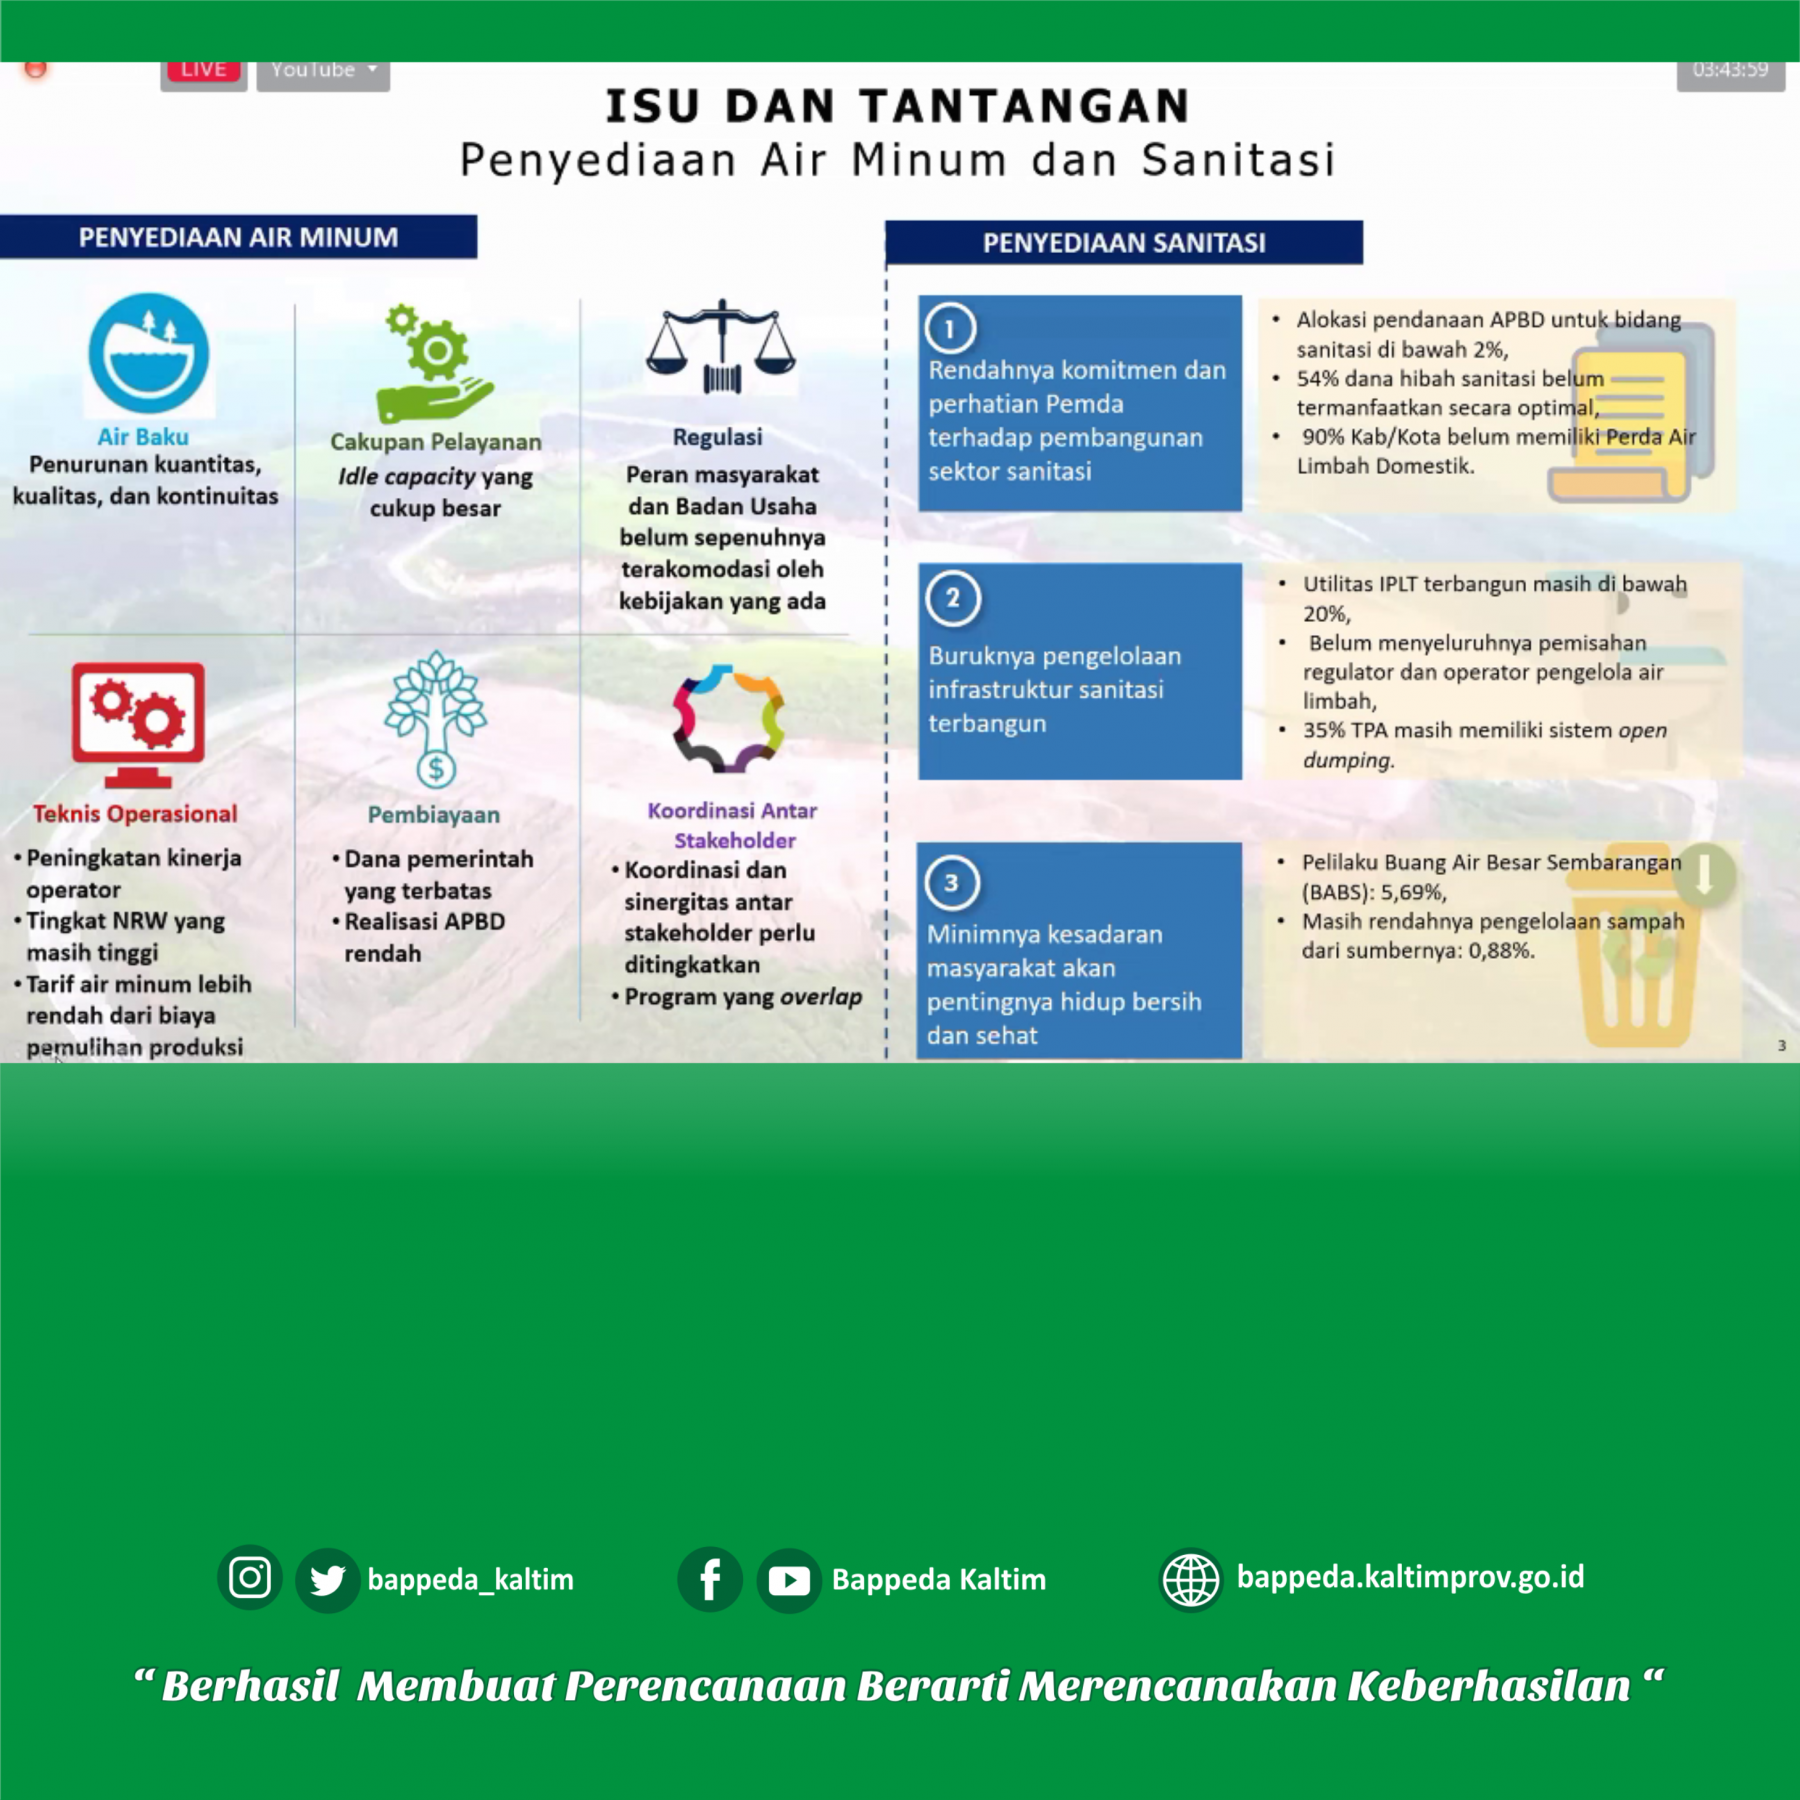 LIVE
YouTube
03:43:59
ISU DAN TANTANGAN
Penyediaan Air Minum dan Sanitasi
PENYEDIAAN AIR MINUM
Air Baku
Penurunan kuantitas,
kualitas, dan kontinuitas
Cakupan Pelayanan
Idle capacity yang
cukup besar
Regulasi
Peran masyarakat
dan Badan Usaha
belum sepenuhnya
terakomodasi oleh
kebijakan yang ada
Teknis Operasional
• Peningkatan kinerja
operator
• Tingkat NRW yang
masih tinggi
• Tarif air minum lebih
rendah dari biaya
pemulihan produksi
$
Pembiayaan
• Dana pemerintah
yang terbatas
• Realisasi APBD
rendah
Koordinasi Antar
Stakeholder
• Koordinasi dan
sinergitas antar
stakeholder perlu
ditingkatkan
• Program yang overlap
PENYEDIAAN SANITASI
1
Rendahnya komitmen dan
perhatian Pemda
terhadap pembangunan
sektor sanitasi
• Alokasi pendanaan APBD untuk bidang
sanitasi di bawah 2%,
• 54% dana hibah sanitasi belum
termanfaatkan secara optimal,
• 90% Kab/Kota belum memiliki Perda Air
Limbah Domestik.
2
Buruknya pengelolaan
infrastruktur sanitasi
terbangun
• Utilitas IPLT terbangun masih di bawah
20%,
• Belum menyeluruhnya pemisahan
regulator dan operator pengelola air
limbah,
• 35% TPA masih memiliki sistem open
dumping.
3
Minimnya kesadaran
masyarakat akan
pentingnya hidup bersih
dan sehat
• Pelilaku Buang Air Besar Sembarangan
(BABS): 5,69%,
• Masih rendahnya pengelolaan sampah
dari sumbernya: 0,88%.
3
bappeda_kaltim
Bappeda Kaltim
bappeda.kaltimprov.go.id
“ Berhasil Membuat Perencanaan Berarti Merencanakan Keberhasilan “